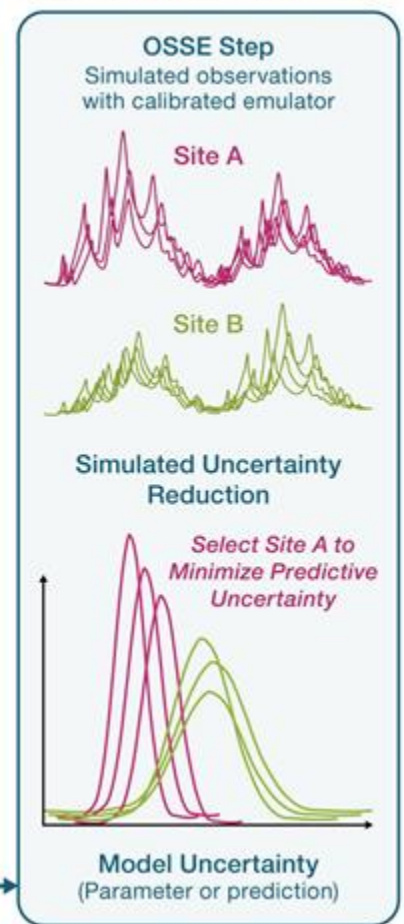 OSSE Step
Simulated observations
with calibrated emulator
Site A
Site B
Simulated Uncertainty
Reduction
Select Site A to
Minimize Predictive
Uncertainty
Model Uncertainty
(Parameter or prediction)